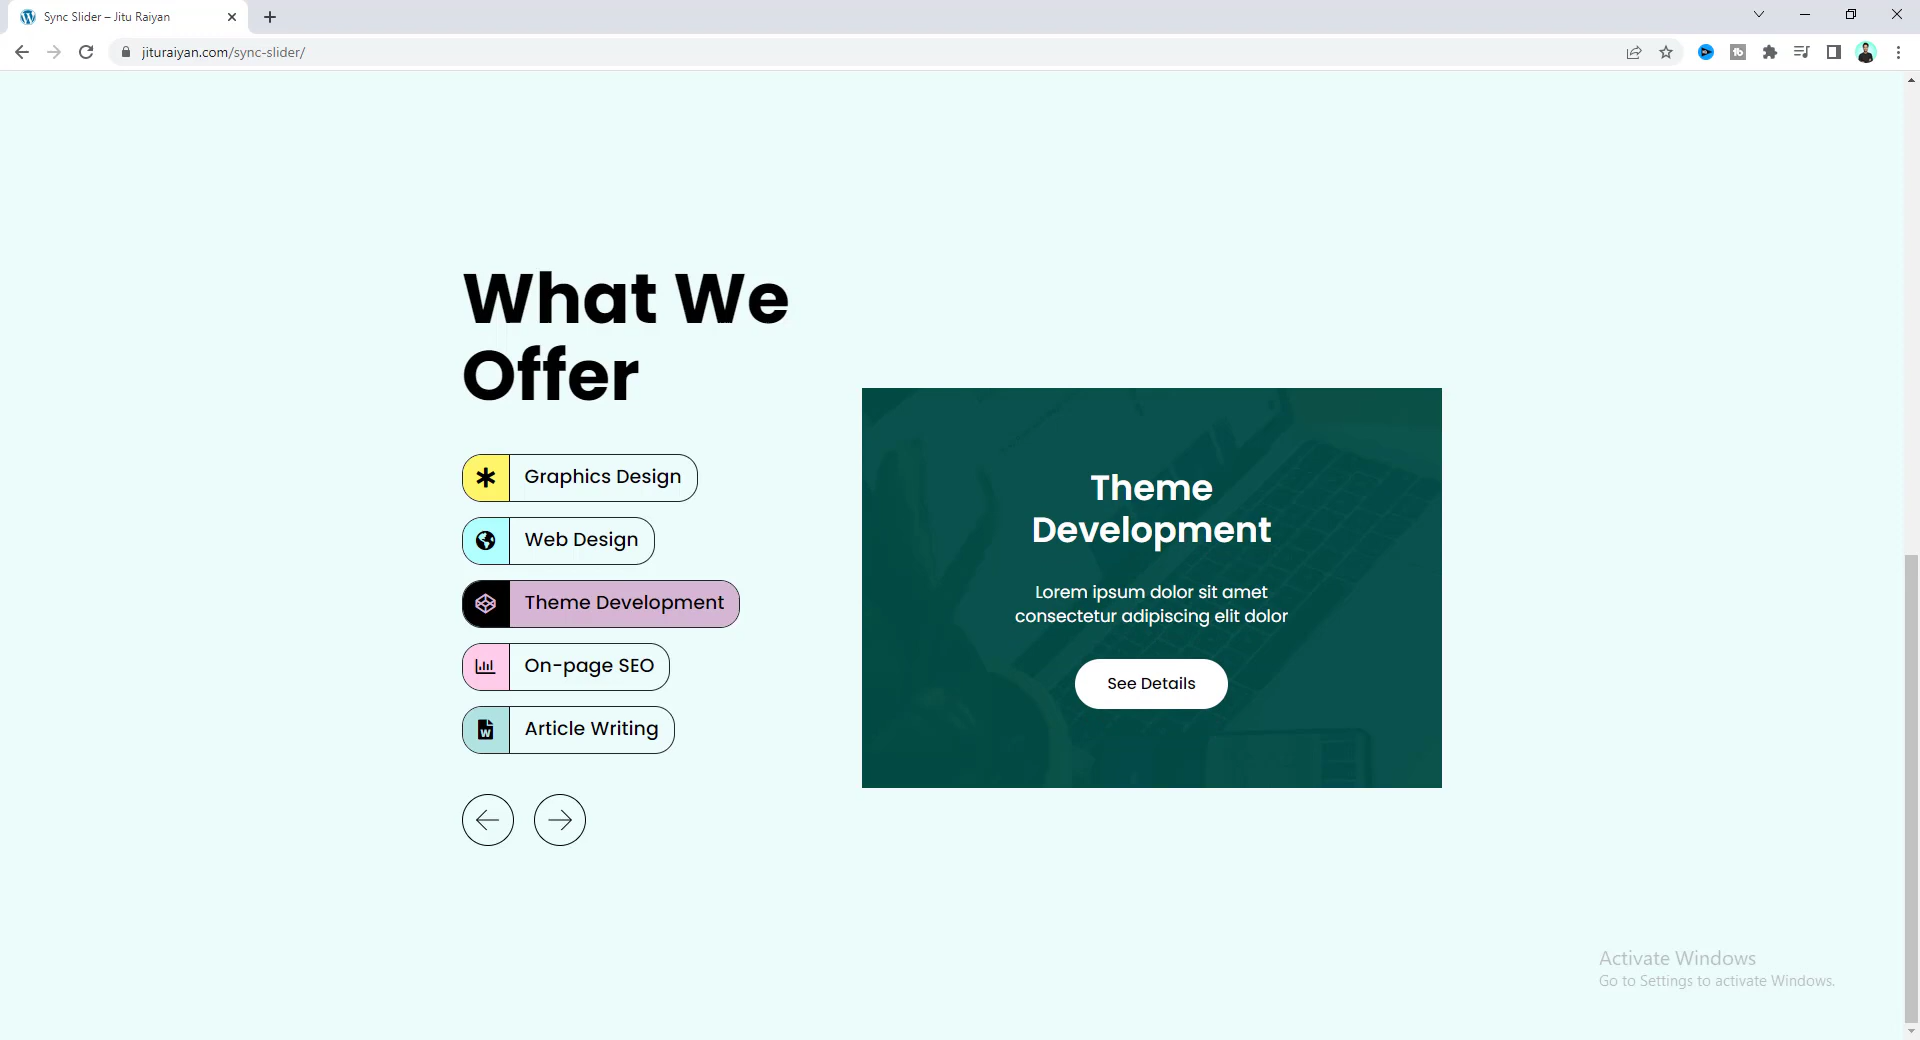 Sync Slider – Jitu Raiyan
jituraiyan.com/sync-slider/
What We
Offer
Graphics Design
Web Design
Theme Development
On-page SEO
Article Writing
Theme
Development
Lorem ipsum dolor sit amet
consectetur adipiscing elit dolor
See Details
Activate Windows
Go to Settings to activate Windows.